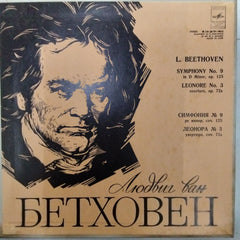 L. BEETHOVEN
SYMPHONY No. 9
in D Minor, op. 125
LEONORE No. 3
overture, op. 72a
СИМФОНИЯ № 9
ре минор, соч. 125
ЛЕОНОРА № 3
увертюра, соч. 72а
Людвиг ван
БЕТХОВЕН